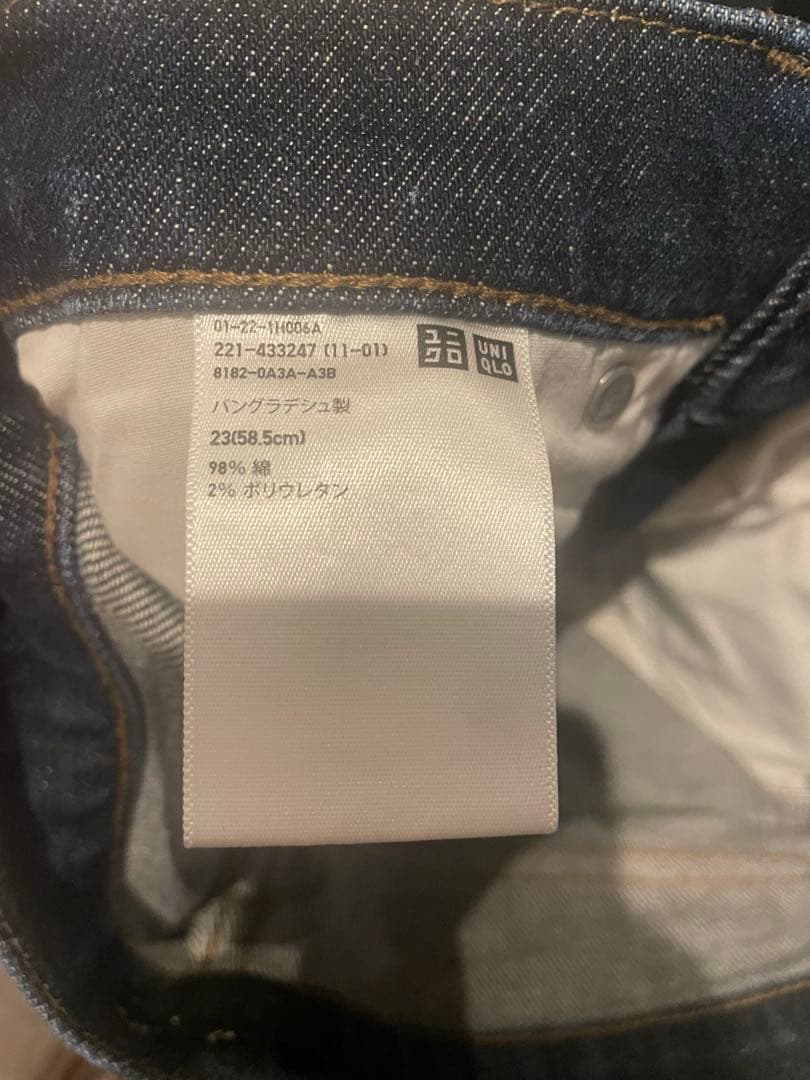 01-22-1H006A
221-433247 (11-01)
8182-0A3A-A3B
ユニ
クロ
UNI
QLO
バングラデシュ製
23(58.5cm)
98% 綿
2% ポリウレタン